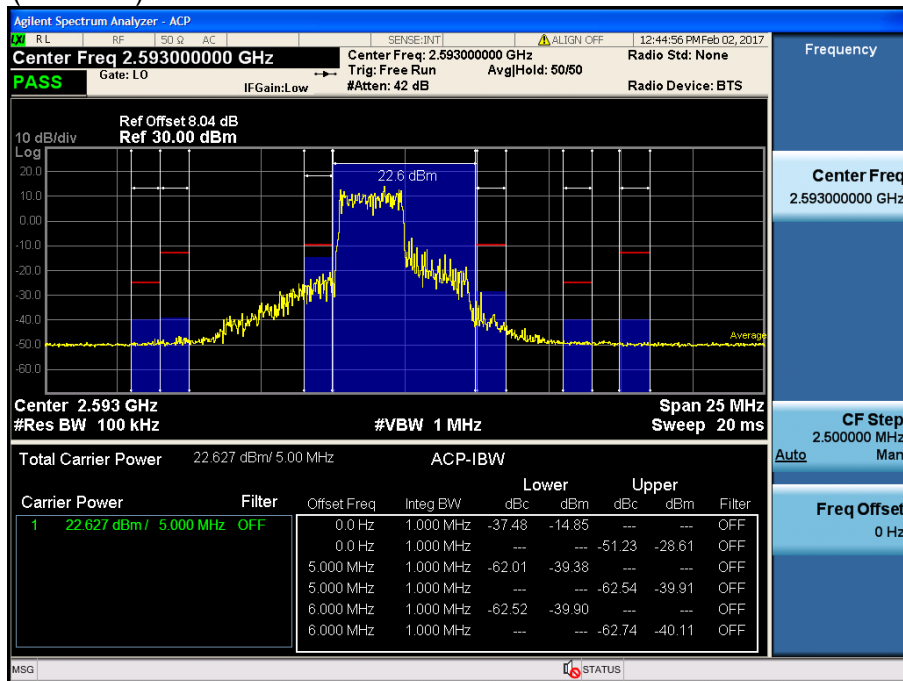 Agilent Spectrum Analyzer - ACP
LXI RL RF 50 Ω AC SENSE:INT ALIGN OFF 12:44:56 PM Feb 02, 2017
Center Freq 2.593000000 GHz Center Freq: 2.593000000 GHz Radio Std: None
PASS Gate: LO Trig: Free Run Avg|Hold: 50/50
IFGain:Low #Atten: 42 dB Radio Device: BTS
Ref Offset 8.04 dB
10 dB/div Ref 30.00 dBm
Log
20.0
22.6 dBm
10.0
0.00
-10.0
-20.0
-30.0
-40.0
Average
-50.0
-60.0
Center 2.593 GHz Span 25 MHz
#Res BW 100 kHz #VBW 1 MHz Sweep 20 ms
Total Carrier Power 22.627 dBm/ 5.00 MHz ACP-IBW
Lower Upper
Carrier Power Filter Offset Freq Integ BW dBc dBm dBc dBm Filter
1 22.627 dBm / 5.000 MHz OFF 0.0 Hz 1.000 MHz -37.48 -14.85 --- --- OFF
0.0 Hz 1.000 MHz --- --- -51.23 -28.61 OFF
5.000 MHz 1.000 MHz -62.01 -39.38 --- --- OFF
5.000 MHz 1.000 MHz --- --- -62.54 -39.91 OFF
6.000 MHz 1.000 MHz -62.52 -39.90 --- --- OFF
6.000 MHz 1.000 MHz --- --- -62.74 -40.11 OFF
MSG STATUS
Frequency
Center Freq
2.593000000 GHz
CF Step
2.500000 MHz
Auto Man
Freq Offset
0 Hz